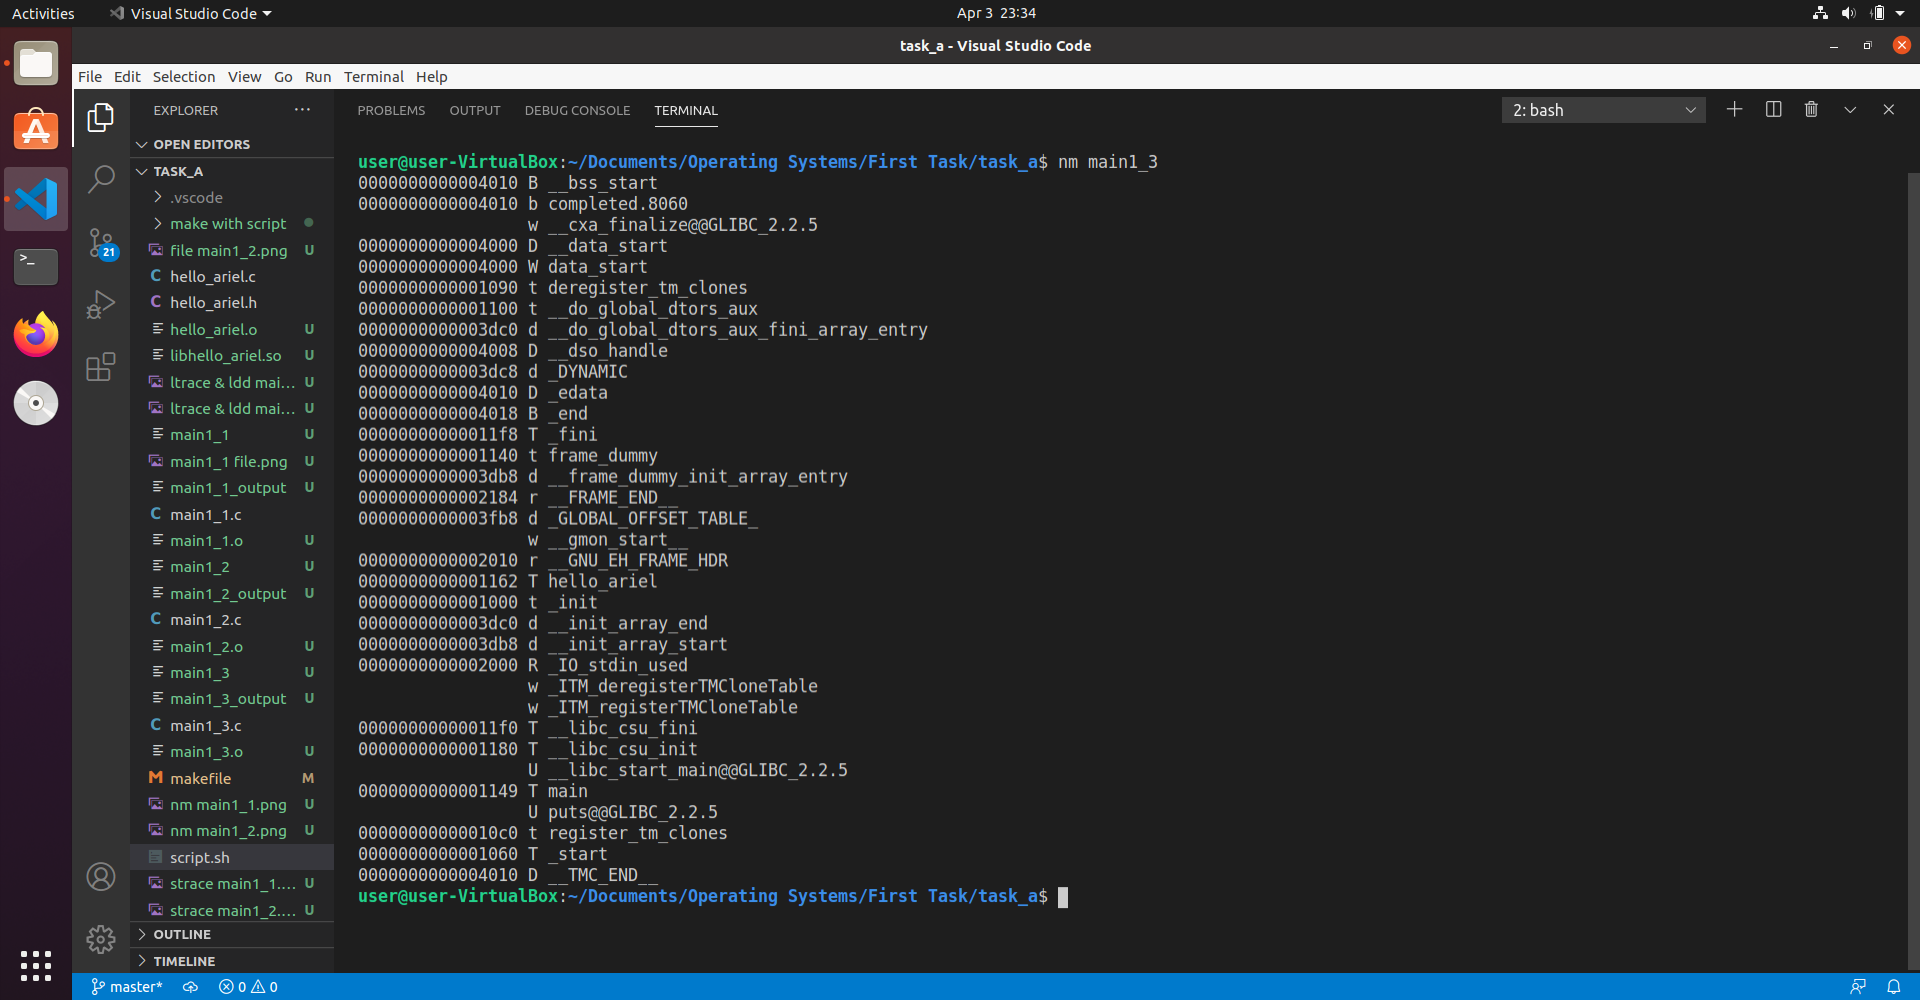 Activities
Visual Studio Code
Apr 3 23:34
task_a - Visual Studio Code
File Edit Selection View Go Run Terminal Help
EXPLORER
OPEN EDITORS
TASK_A
.vscode
make with script
file main1_2.png U
hello_ariel.c
hello_ariel.h
hello_ariel.o U
libhello_ariel.so U
ltrace & ldd mai... U
ltrace & ldd mai... U
main1_1 U
main1_1 file.png U
main1_1_output U
main1_1.c
main1_1.o U
main1_2 U
main1_2_output U
main1_2.c
main1_2.o U
main1_3 U
main1_3_output U
main1_3.c
main1_3.o U
makefile M
nm main1_1.png U
nm main1_2.png U
script.sh
strace main1_1.... U
strace main1_2.... U
OUTLINE
TIMELINE
21
PROBLEMS OUTPUT DEBUG CONSOLE TERMINAL
2: bash
user@user-VirtualBox:~/Documents/Operating Systems/First Task/task_a$ nm main1_3
0000000000004010 B __bss_start
0000000000004010 b completed.8060
w __cxa_finalize@@GLIBC_2.2.5
0000000000004000 D __data_start
0000000000004000 W data_start
0000000000001090 t deregister_tm_clones
0000000000001100 t __do_global_dtors_aux
0000000000003dc0 d __do_global_dtors_aux_fini_array_entry
0000000000004008 D __dso_handle
0000000000003dc8 d _DYNAMIC
0000000000004010 D _edata
0000000000004018 B _end
00000000000011f8 T _fini
0000000000001140 t frame_dummy
0000000000003db8 d __frame_dummy_init_array_entry
0000000000002184 r __FRAME_END__
0000000000003fb8 d _GLOBAL_OFFSET_TABLE_
w __gmon_start__
0000000000002010 r __GNU_EH_FRAME_HDR
0000000000001162 T hello_ariel
0000000000001000 t _init
0000000000003dc0 d __init_array_end
0000000000003db8 d __init_array_start
0000000000002000 R _IO_stdin_used
w _ITM_deregisterTMCloneTable
w _ITM_registerTMCloneTable
00000000000011f0 T __libc_csu_fini
0000000000001180 T __libc_csu_init
U __libc_start_main@@GLIBC_2.2.5
0000000000001149 T main
U puts@@GLIBC_2.2.5
00000000000010c0 t register_tm_clones
0000000000001060 T _start
0000000000004010 D __TMC_END__
user@user-VirtualBox:~/Documents/Operating Systems/First Task/task_a$
master* 0 0